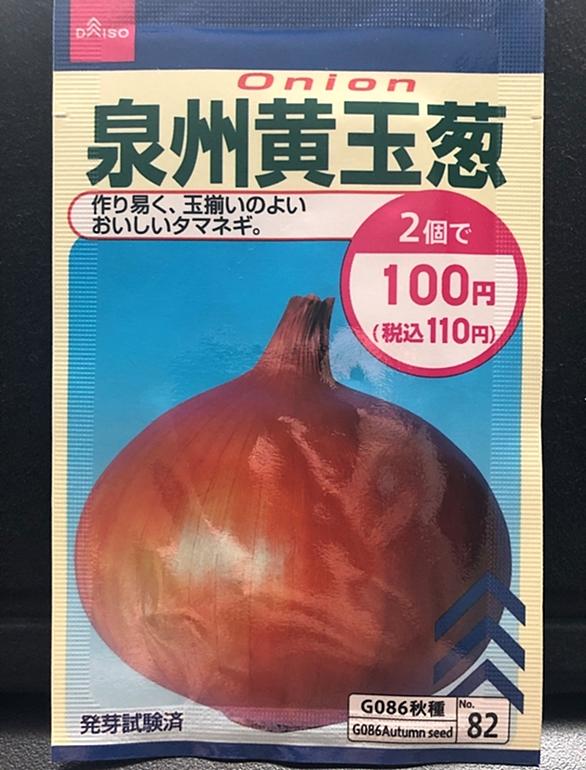 DAISO
Onion
泉州黄玉葱
作り易く、玉揃いのよい
おいしいタマネギ。
2個で
100円
(税込110円)
発芽試験済
G086秋種
G086Autumn seed
No.
82